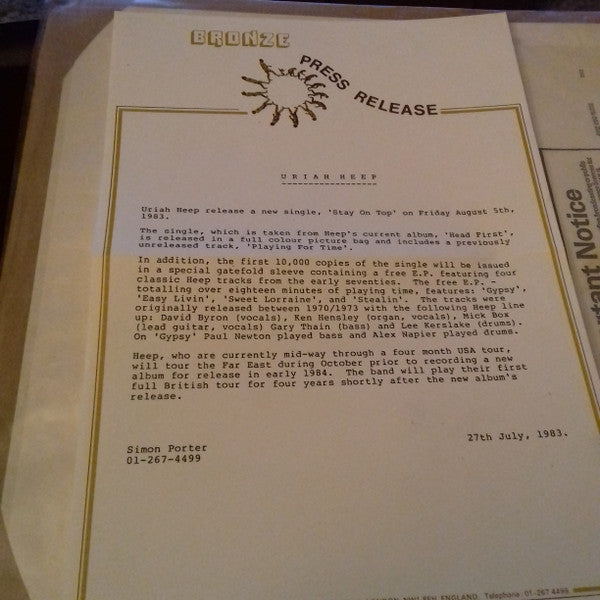 BRONZE
PRESS RELEASE
URIAH HEEP
Uriah Heep release a new single, 'Stay On Top' on Friday August 5th,
1983.
The single, which is taken from Heep's current album, 'Head First',
is released in a full colour picture bag and includes a previously
unreleased track, 'Playing For Time'.
In addition, the first 10,000 copies of the single will be issued
in a special gatefold sleeve containing a free E.P. featuring four
classic Heep tracks from the early seventies. The free E.P. -
totalling over eighteen minutes of playing time, features: 'Gypsy',
'Easy Livin', 'Sweet Lorraine', and 'Stealin'. The tracks were
originally released between 1970/1973 with the following Heep line
up: David Byron (vocals), Ken Hensley (organ, vocals), Mick Box
(lead guitar, vocals) Gary Thain (bass) and Lee Kerslake (drums).
On 'Gypsy' Paul Newton played bass and Alex Napier played drums.
Heep, who are currently mid-way through a four month USA tour,
will tour the Far East during October prior to recording a new
album for release in early 1984. The band will play their first
full British tour for four years shortly after the new album's
release.
27th July, 1983.
Simon Porter
01-267-4499
ENGLAND. Telephone 01-267 4499
tant Notice